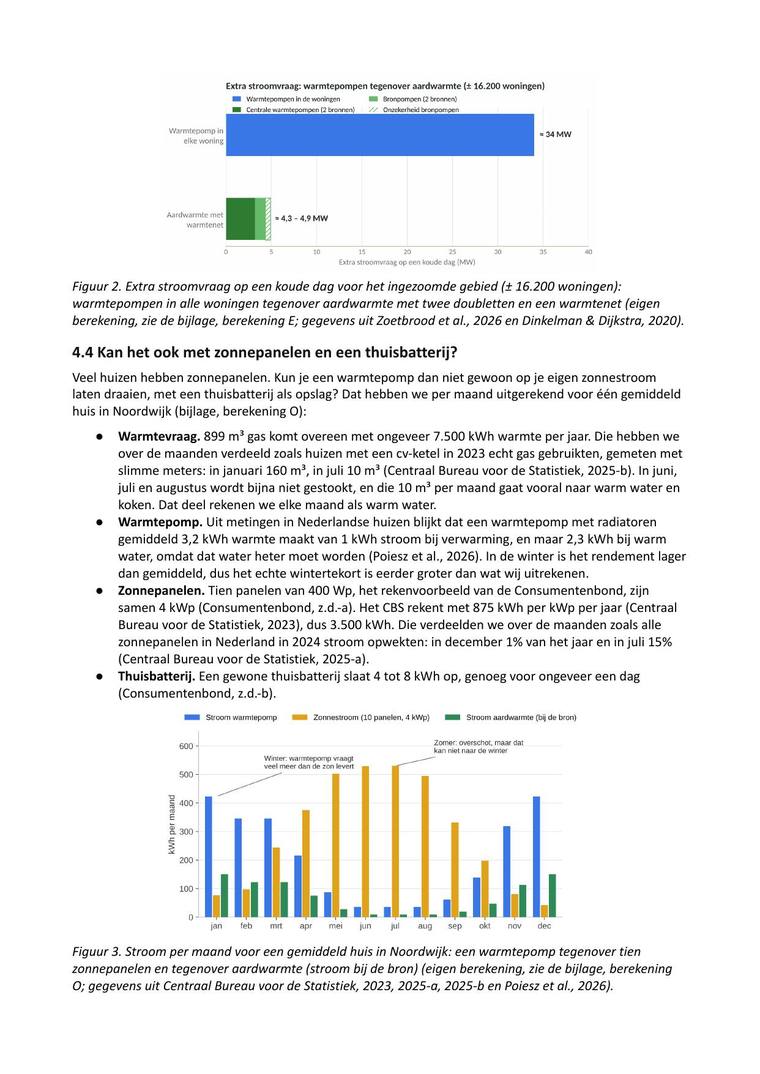 Extra stroomvraag: warmtepompen tegenover aardwarmte (± 16.200 woningen)
Warmtepompen in de woningen
Bronpompen (2 bronnen)
Centrale warmtepompen (2 bronnen)
Onzekerheid bronpompen
Warmtepomp in
elke woning
≈ 34 MW
Aardwarmte met
warmtenet
≈ 4,3 – 4,9 MW
0 5 10 15 20 25 30 35 40
Extra stroomvraag op een koude dag (MW)
Figuur 2. Extra stroomvraag op een koude dag voor het ingezoomde gebied (± 16.200 woningen):
warmtepompen in alle woningen tegenover aardwarmte met twee doubletten en een warmtenet (eigen
berekening, zie de bijlage, berekening E; gegevens uit Zoetbrood et al., 2026 en Dinkelman & Dijkstra, 2020).
4.4 Kan het ook met zonnepanelen en een thuisbatterij?
Veel huizen hebben zonnepanelen. Kun je een warmtepomp dan niet gewoon op je eigen zonnestroom
laten draaien, met een thuisbatterij als opslag? Dat hebben we per maand uitgerekend voor één gemiddeld
huis in Noordwijk (bijlage, berekening O):
● Warmtevraag. 899 m³ gas komt overeen met ongeveer 7.500 kWh warmte per jaar. Die hebben we
over de maanden verdeeld zoals huizen met een cv-ketel in 2023 echt gas gebruikten, gemeten met
slimme meters: in januari 160 m³, in juli 10 m³ (Centraal Bureau voor de Statistiek, 2025-b). In juni,
juli en augustus wordt bijna niet gestookt, en die 10 m³ per maand gaat vooral naar warm water en
koken. Dat deel rekenen we elke maand als warm water.
● Warmtepomp. Uit metingen in Nederlandse huizen blijkt dat een warmtepomp met radiatoren
gemiddeld 3,2 kWh warmte maakt van 1 kWh stroom bij verwarming, en maar 2,3 kWh bij warm
water, omdat dat water heter moet worden (Poiesz et al., 2026). In de winter is het rendement lager
dan gemiddeld, dus het echte wintertekort is eerder groter dan wat wij uitrekenen.
● Zonnepanelen. Tien panelen van 400 Wp, het rekenvoorbeeld van de Consumentenbond, zijn
samen 4 kWp (Consumentenbond, z.d.-a). Het CBS rekent met 875 kWh per kWp per jaar (Centraal
Bureau voor de Statistiek, 2023), dus 3.500 kWh. Die verdeelden we over de maanden zoals alle
zonnepanelen in Nederland in 2024 stroom opwekten: in december 1% van het jaar en in juli 15%
(Centraal Bureau voor de Statistiek, 2025-a).
● Thuisbatterij. Een gewone thuisbatterij slaat 4 tot 8 kWh op, genoeg voor ongeveer een dag
(Consumentenbond, z.d.-b).
Stroom warmtepomp
Zonnestroom (10 panelen, 4 kWp)
Stroom aardwarmte (bij de bron)
Winter: warmtepomp vraagt
veel meer dan de zon levert
Zomer: overschot, maar dat
kan niet naar de winter
kWh per maand
600
500
400
300
200
100
0
jan feb mrt apr mei jun jul aug sep okt nov dec
Figuur 3. Stroom per maand voor een gemiddeld huis in Noordwijk: een warmtepomp tegenover tien
zonnepanelen en tegenover aardwarmte (stroom bij de bron) (eigen berekening, zie de bijlage, berekening
O; gegevens uit Centraal Bureau voor de Statistiek, 2023, 2025-a, 2025-b en Poiesz et al., 2026).